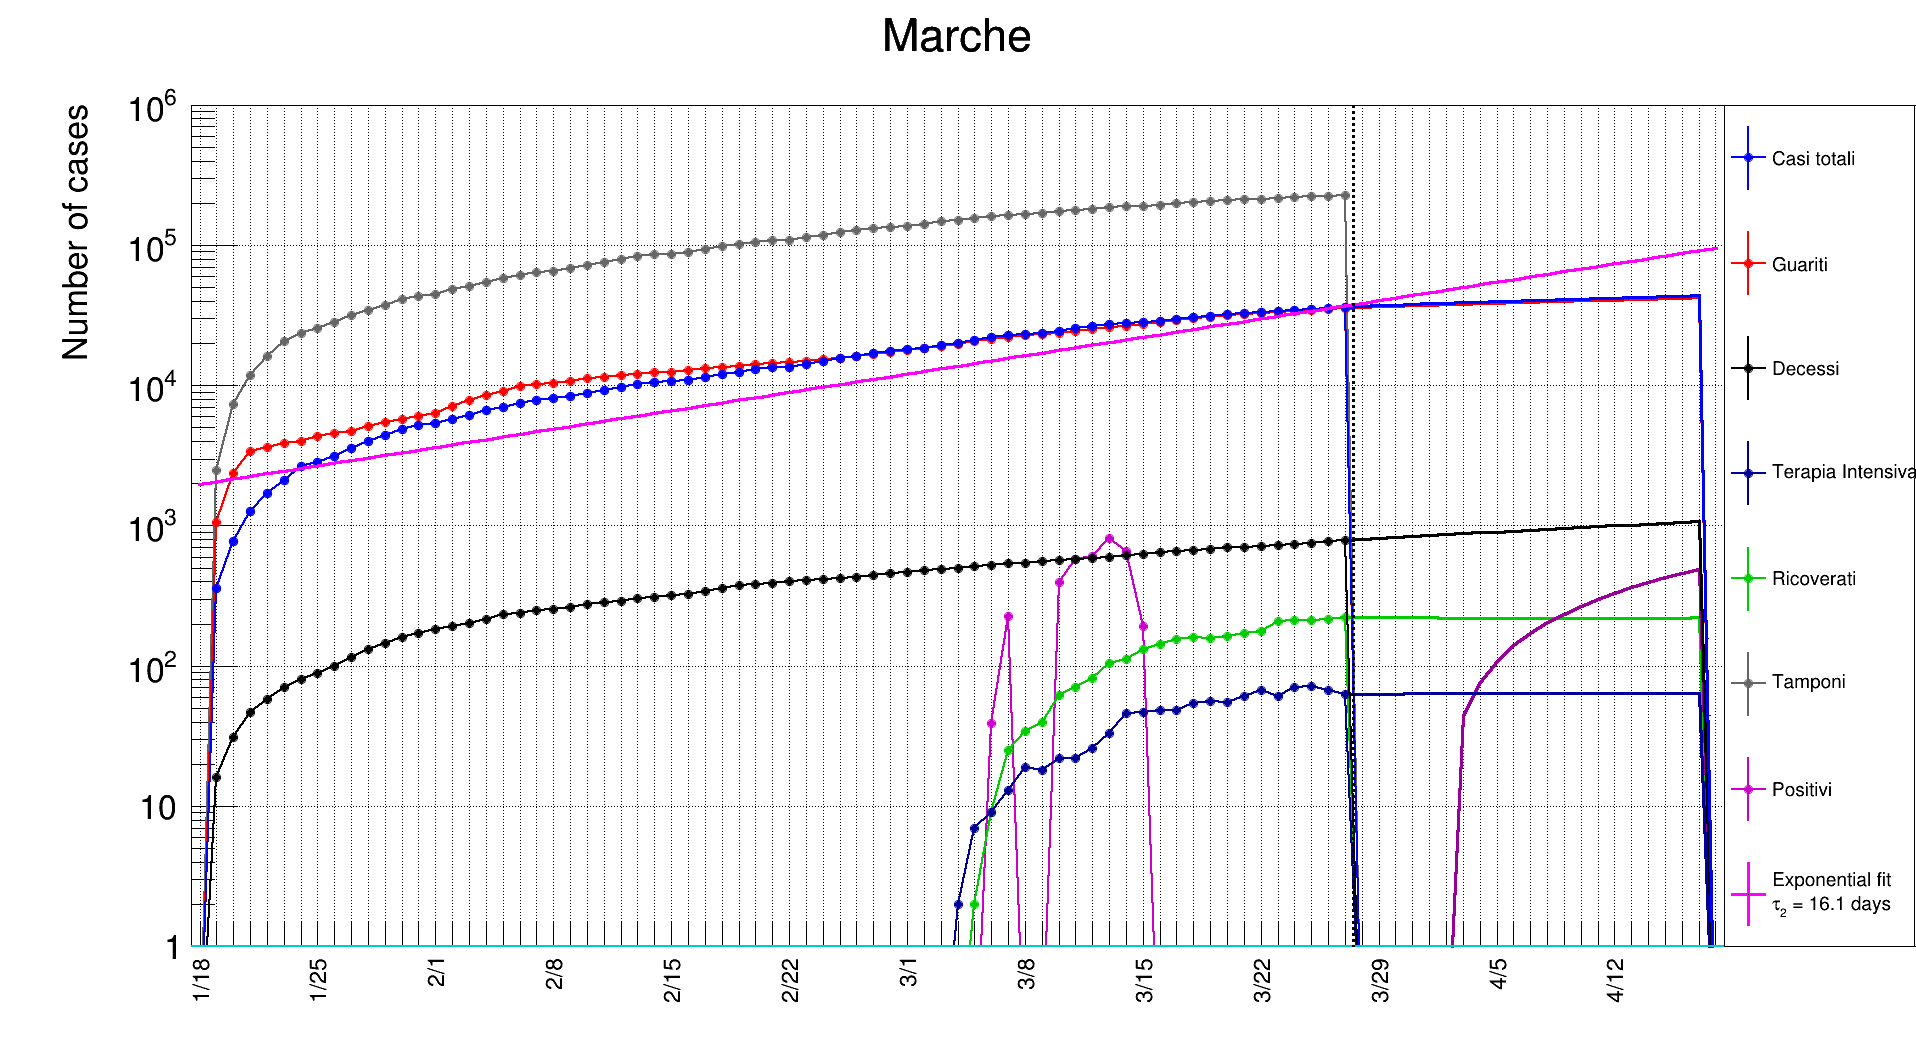 Marche
Number of cases
10^6
10^5
10^4
10^3
10^2
10
1
1/18
1/25
2/1
2/8
2/15
2/22
3/1
3/8
3/15
3/22
3/29
4/5
4/12
Casi totali
Guariti
Decessi
Terapia Intensiva
Ricoverati
Tamponi
Positivi
Exponential fit
τ_2 = 16.1 days